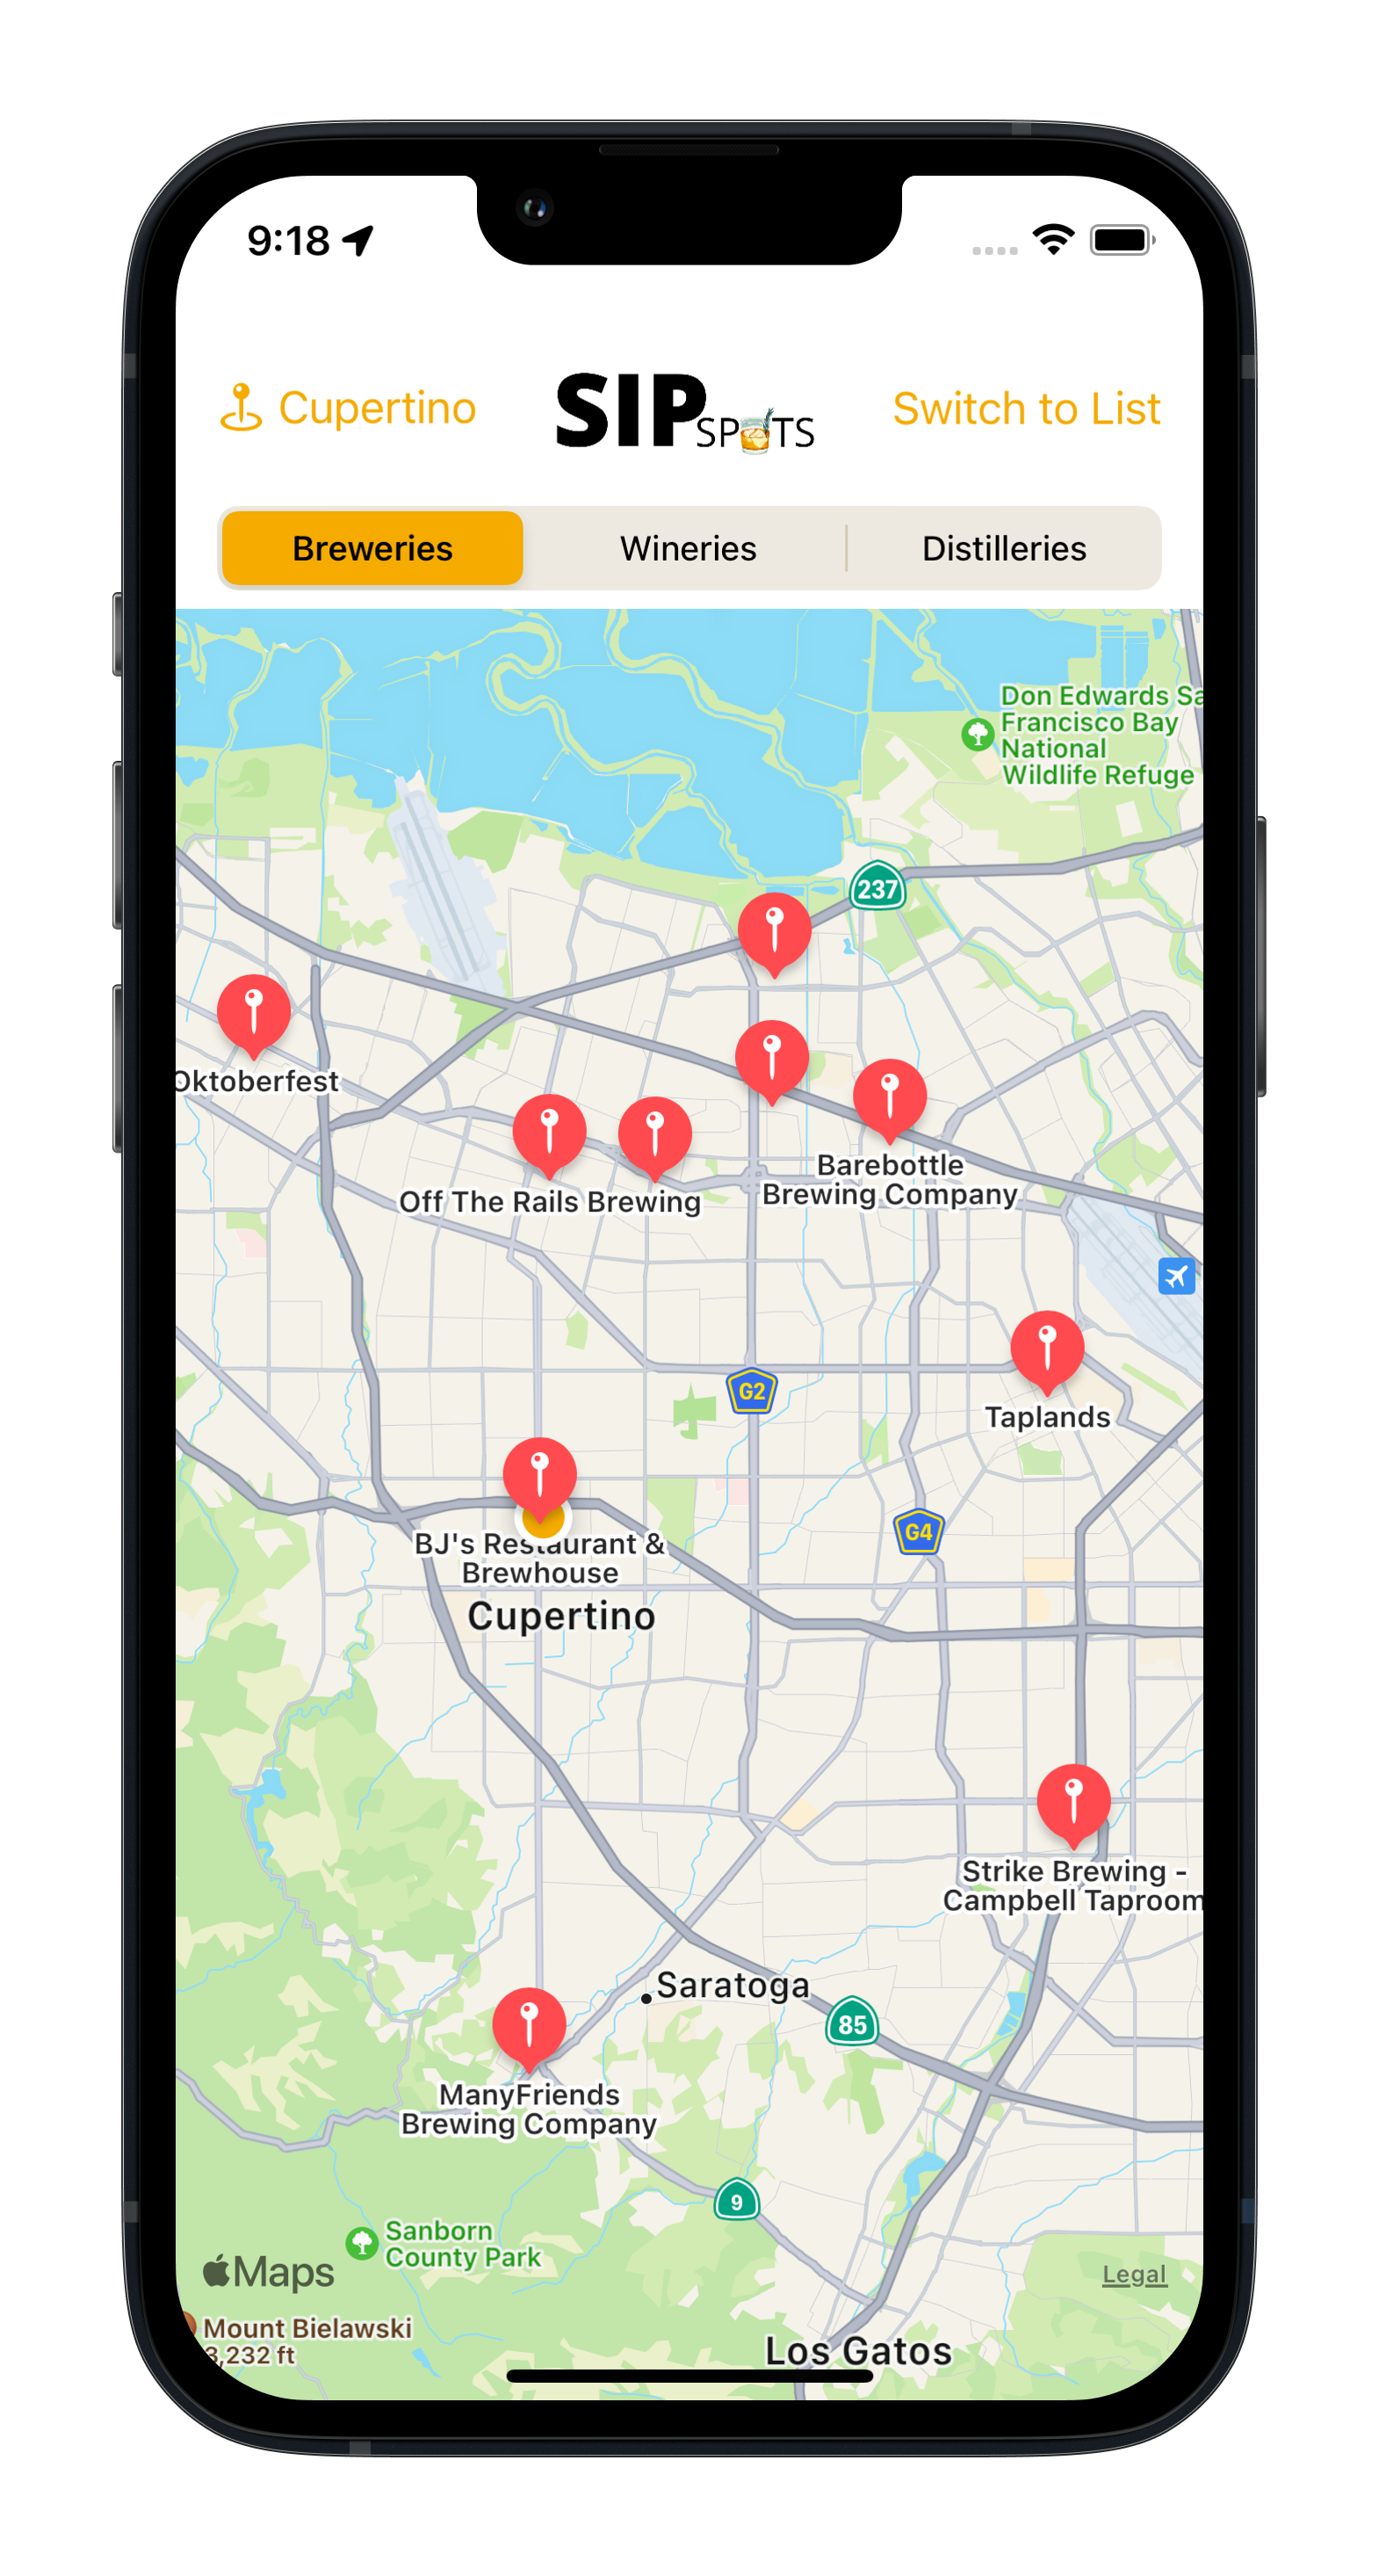 9:18
Cupertino
SIP SPOTS
Switch to List
Breweries
Wineries
Distilleries
Don Edwards Sa
Francisco Bay
National
Wildlife Refuge
237
Oktoberfest
Barebottle
Brewing Company
Off The Rails Brewing
G2
Taplands
G4
BJ's Restaurant &
Brewhouse
Cupertino
Strike Brewing -
Campbell Taproom
Saratoga
85
ManyFriends
Brewing Company
9
Sanborn
County Park
Maps
Legal
Mount Bielawski
3,232 ft
Los Gatos